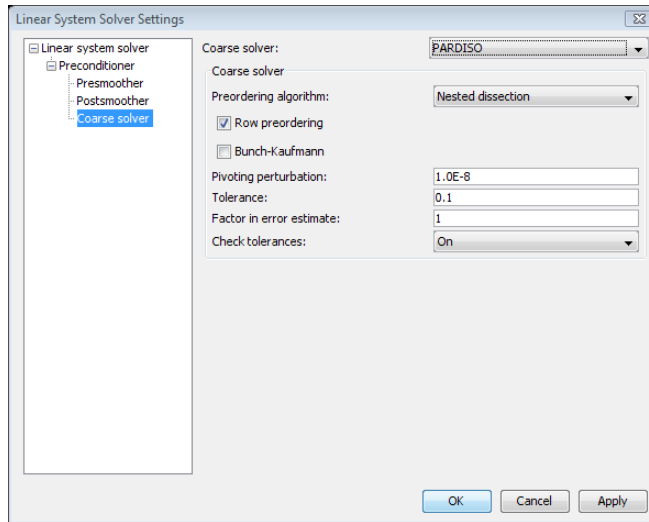 Linear System Solver Settings
Linear system solver
Preconditioner
Presmoother
Postsmoother
Coarse solver
Coarse solver: PARDISO
Coarse solver
Preordering algorithm: Nested dissection
Row preordering
Bunch-Kaufmann
Pivoting perturbation: 1.0E-8
Tolerance: 0.1
Factor in error estimate: 1
Check tolerances: On
OK Cancel Apply